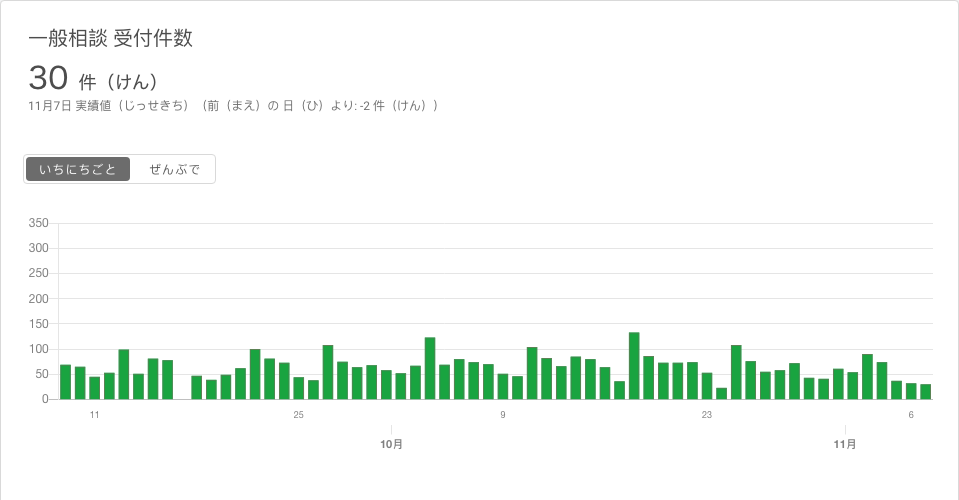 一般相談 受付件数
30 件（けん）
11月7日 実績値（じっせきち）（前（まえ）の 日（ひ）より: -2 件（けん））
いちにちごと ぜんぶで
350
300
250
200
150
100
50
0
11 25 9 23 6
10月 11月